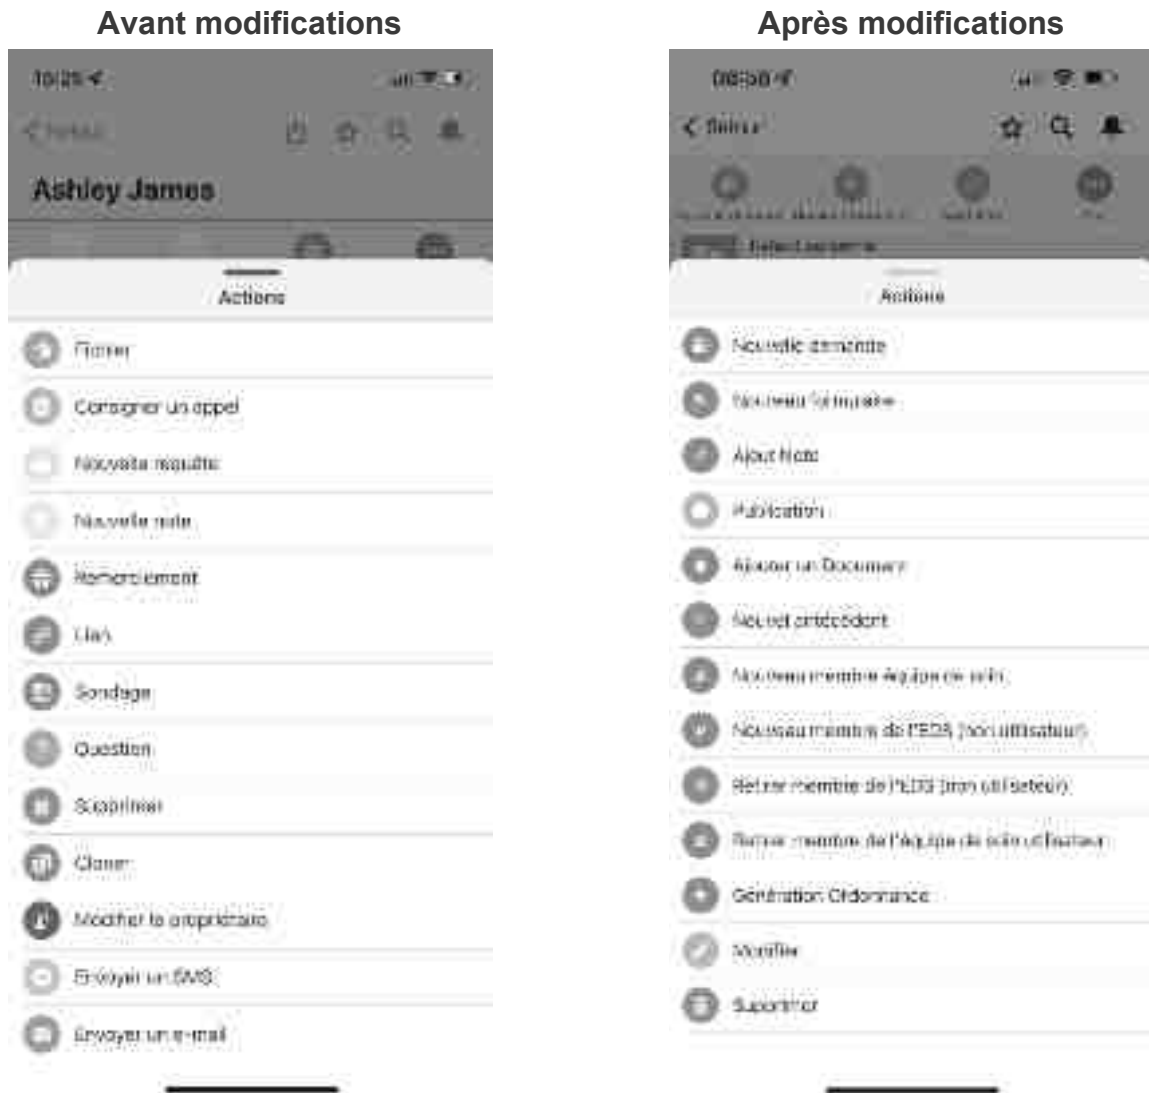 Avant modifications
Après modifications
Ashley James
Actions
Fichier
Consigner un appel
Nouvelle requête
Nouvelle note
Remerciement
Lien
Sondage
Question
Supprimer
Cloner
Modifier le propriétaire
Envoyer un SMS
Envoyer un e-mail
Retour
Actions
Nouvelle demande
Nouveau formulaire
Ajout Note
Publication
Ajouter un Document
Nouvel antécédent
Nouveau membre équipe de soin
Nouveau membre de l'EDS (non utilisateur)
Retirer membre de l'EDS (non utilisateur)
Retirer membre de l'équipe de soin utilisateur
Génération Ordonnance
Modifier
Supprimer